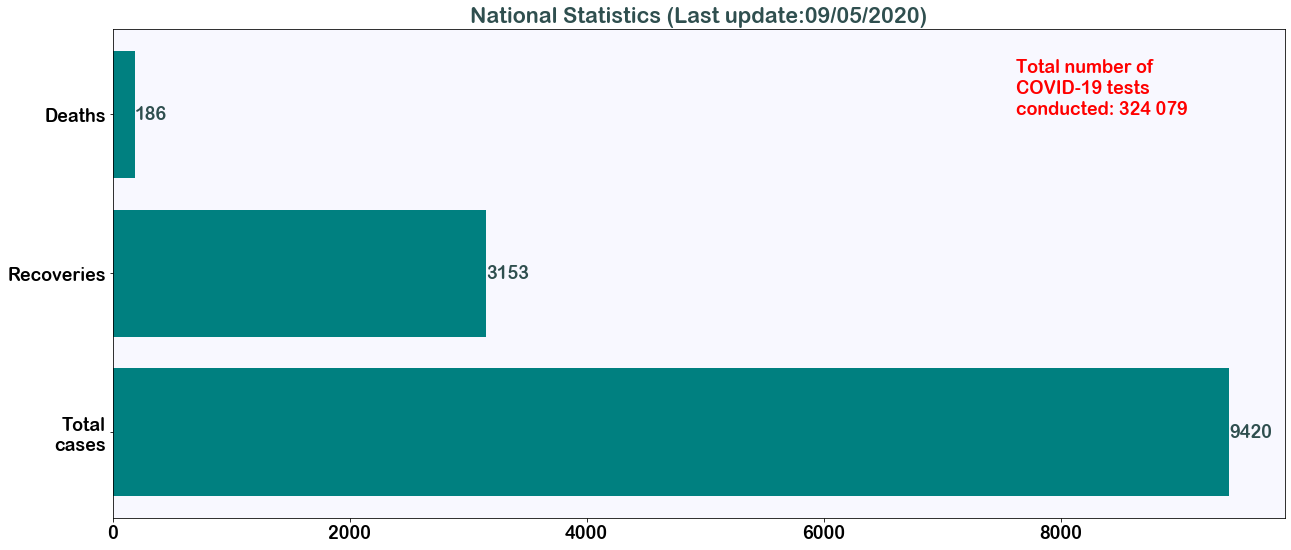 National Statistics (Last update:09/05/2020)
Total number of
COVID-19 tests
conducted: 324 079
Deaths
186
Recoveries
3153
Total
cases
9420
0
2000
4000
6000
8000